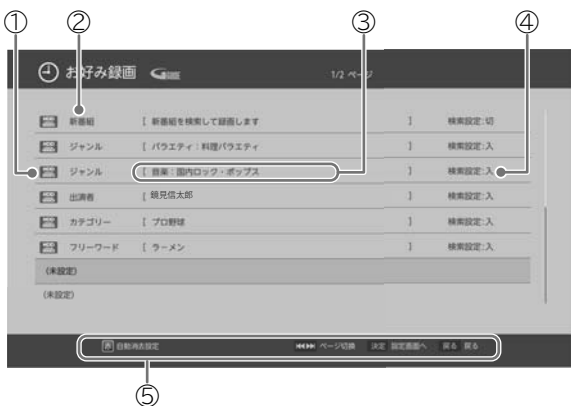 ① ② ③ ④
お好み録画 1/2 ページ
新番組 [ 新番組を検索して録画します ] 検索設定:切
ジャンル [ バラエティ:料理バラエティ ] 検索設定:入
ジャンル [ 音楽:国内ロック・ポップス ] 検索設定:入
出演者 [ 鏡見信太郎 ] 検索設定:入
カテゴリー [ プロ野球 ] 検索設定:入
フリーワード [ ラーメン ] 検索設定:入
(未設定)
(未設定)
自動消去設定 ページ切換 決定 設定画面へ 戻る 戻る
⑤